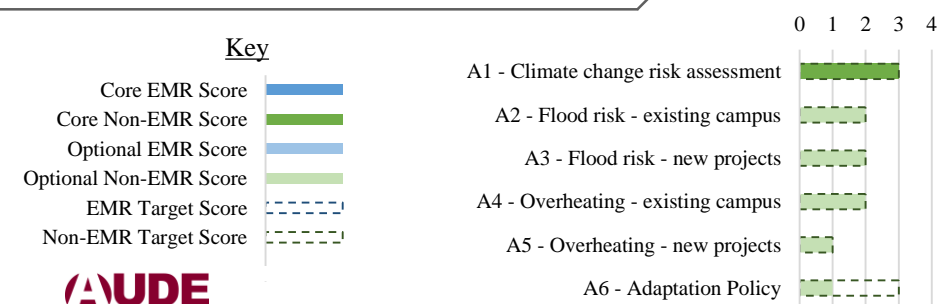 Key
Core EMR Score
Core Non-EMR Score
Optional EMR Score
Optional Non-EMR Score
EMR Target Score
Non-EMR Target Score
AUDE
0 1 2 3 4
A1 - Climate change risk assessment
A2 - Flood risk - existing campus
A3 - Flood risk - new projects
A4 - Overheating - existing campus
A5 - Overheating - new projects
A6 - Adaptation Policy